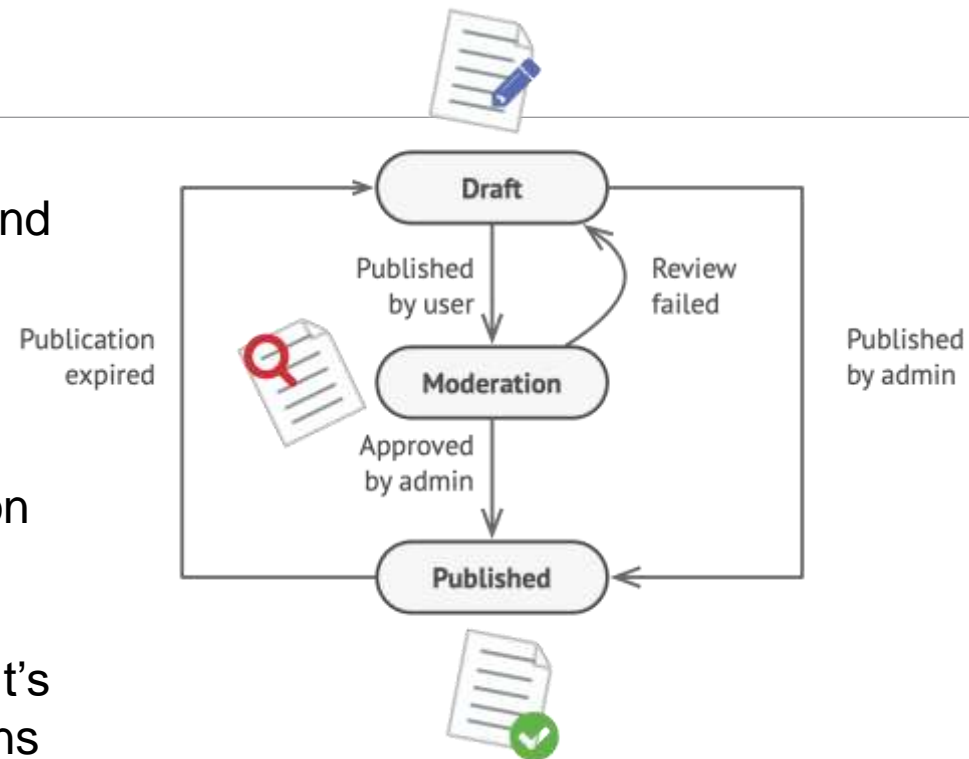 nd
on
t's
ns
Draft
Published
by user
Review
failed
Publication
expired
Published
by admin
Moderation
Approved
by admin
Published